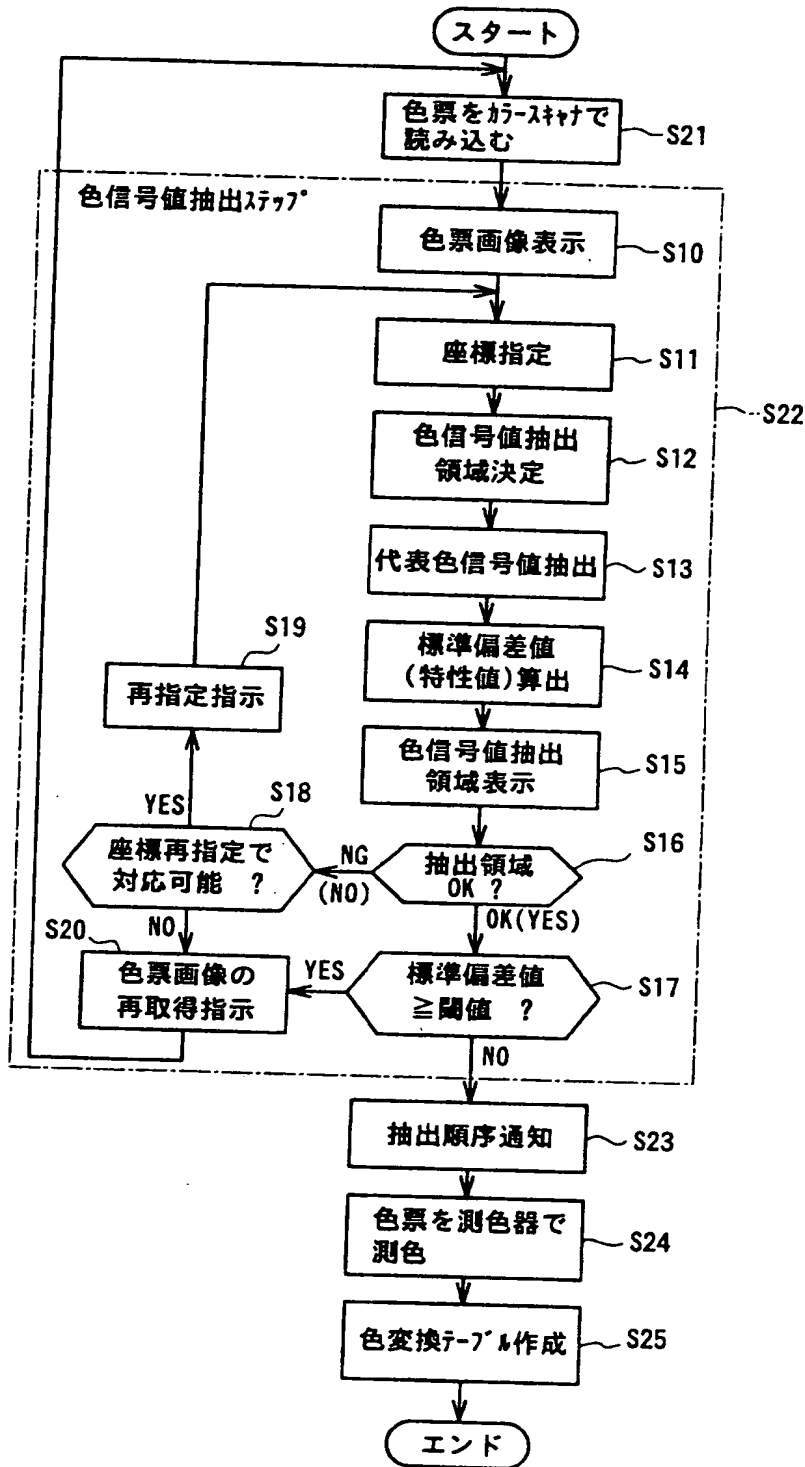 スタート
色票をカラースキャナで
読み込む
S21
色信号値抽出ステップ
色票画像表示
S10
座標指定
S11
S22
色信号値抽出
領域決定
S12
代表色信号値抽出
S13
標準偏差値
(特性値)算出
S14
S19
再指定指示
色信号値抽出
領域表示
S15
YES
S18
座標再指定で
対応可能 ?
NG
(NO)
抽出領域
OK ?
S16
NO
OK(YES)
S20
色票画像の
再取得指示
YES
標準偏差値
≧閾値 ?
S17
NO
抽出順序通知
S23
色票を測色器で
測色
S24
色変換テーブル作成
S25
エンド